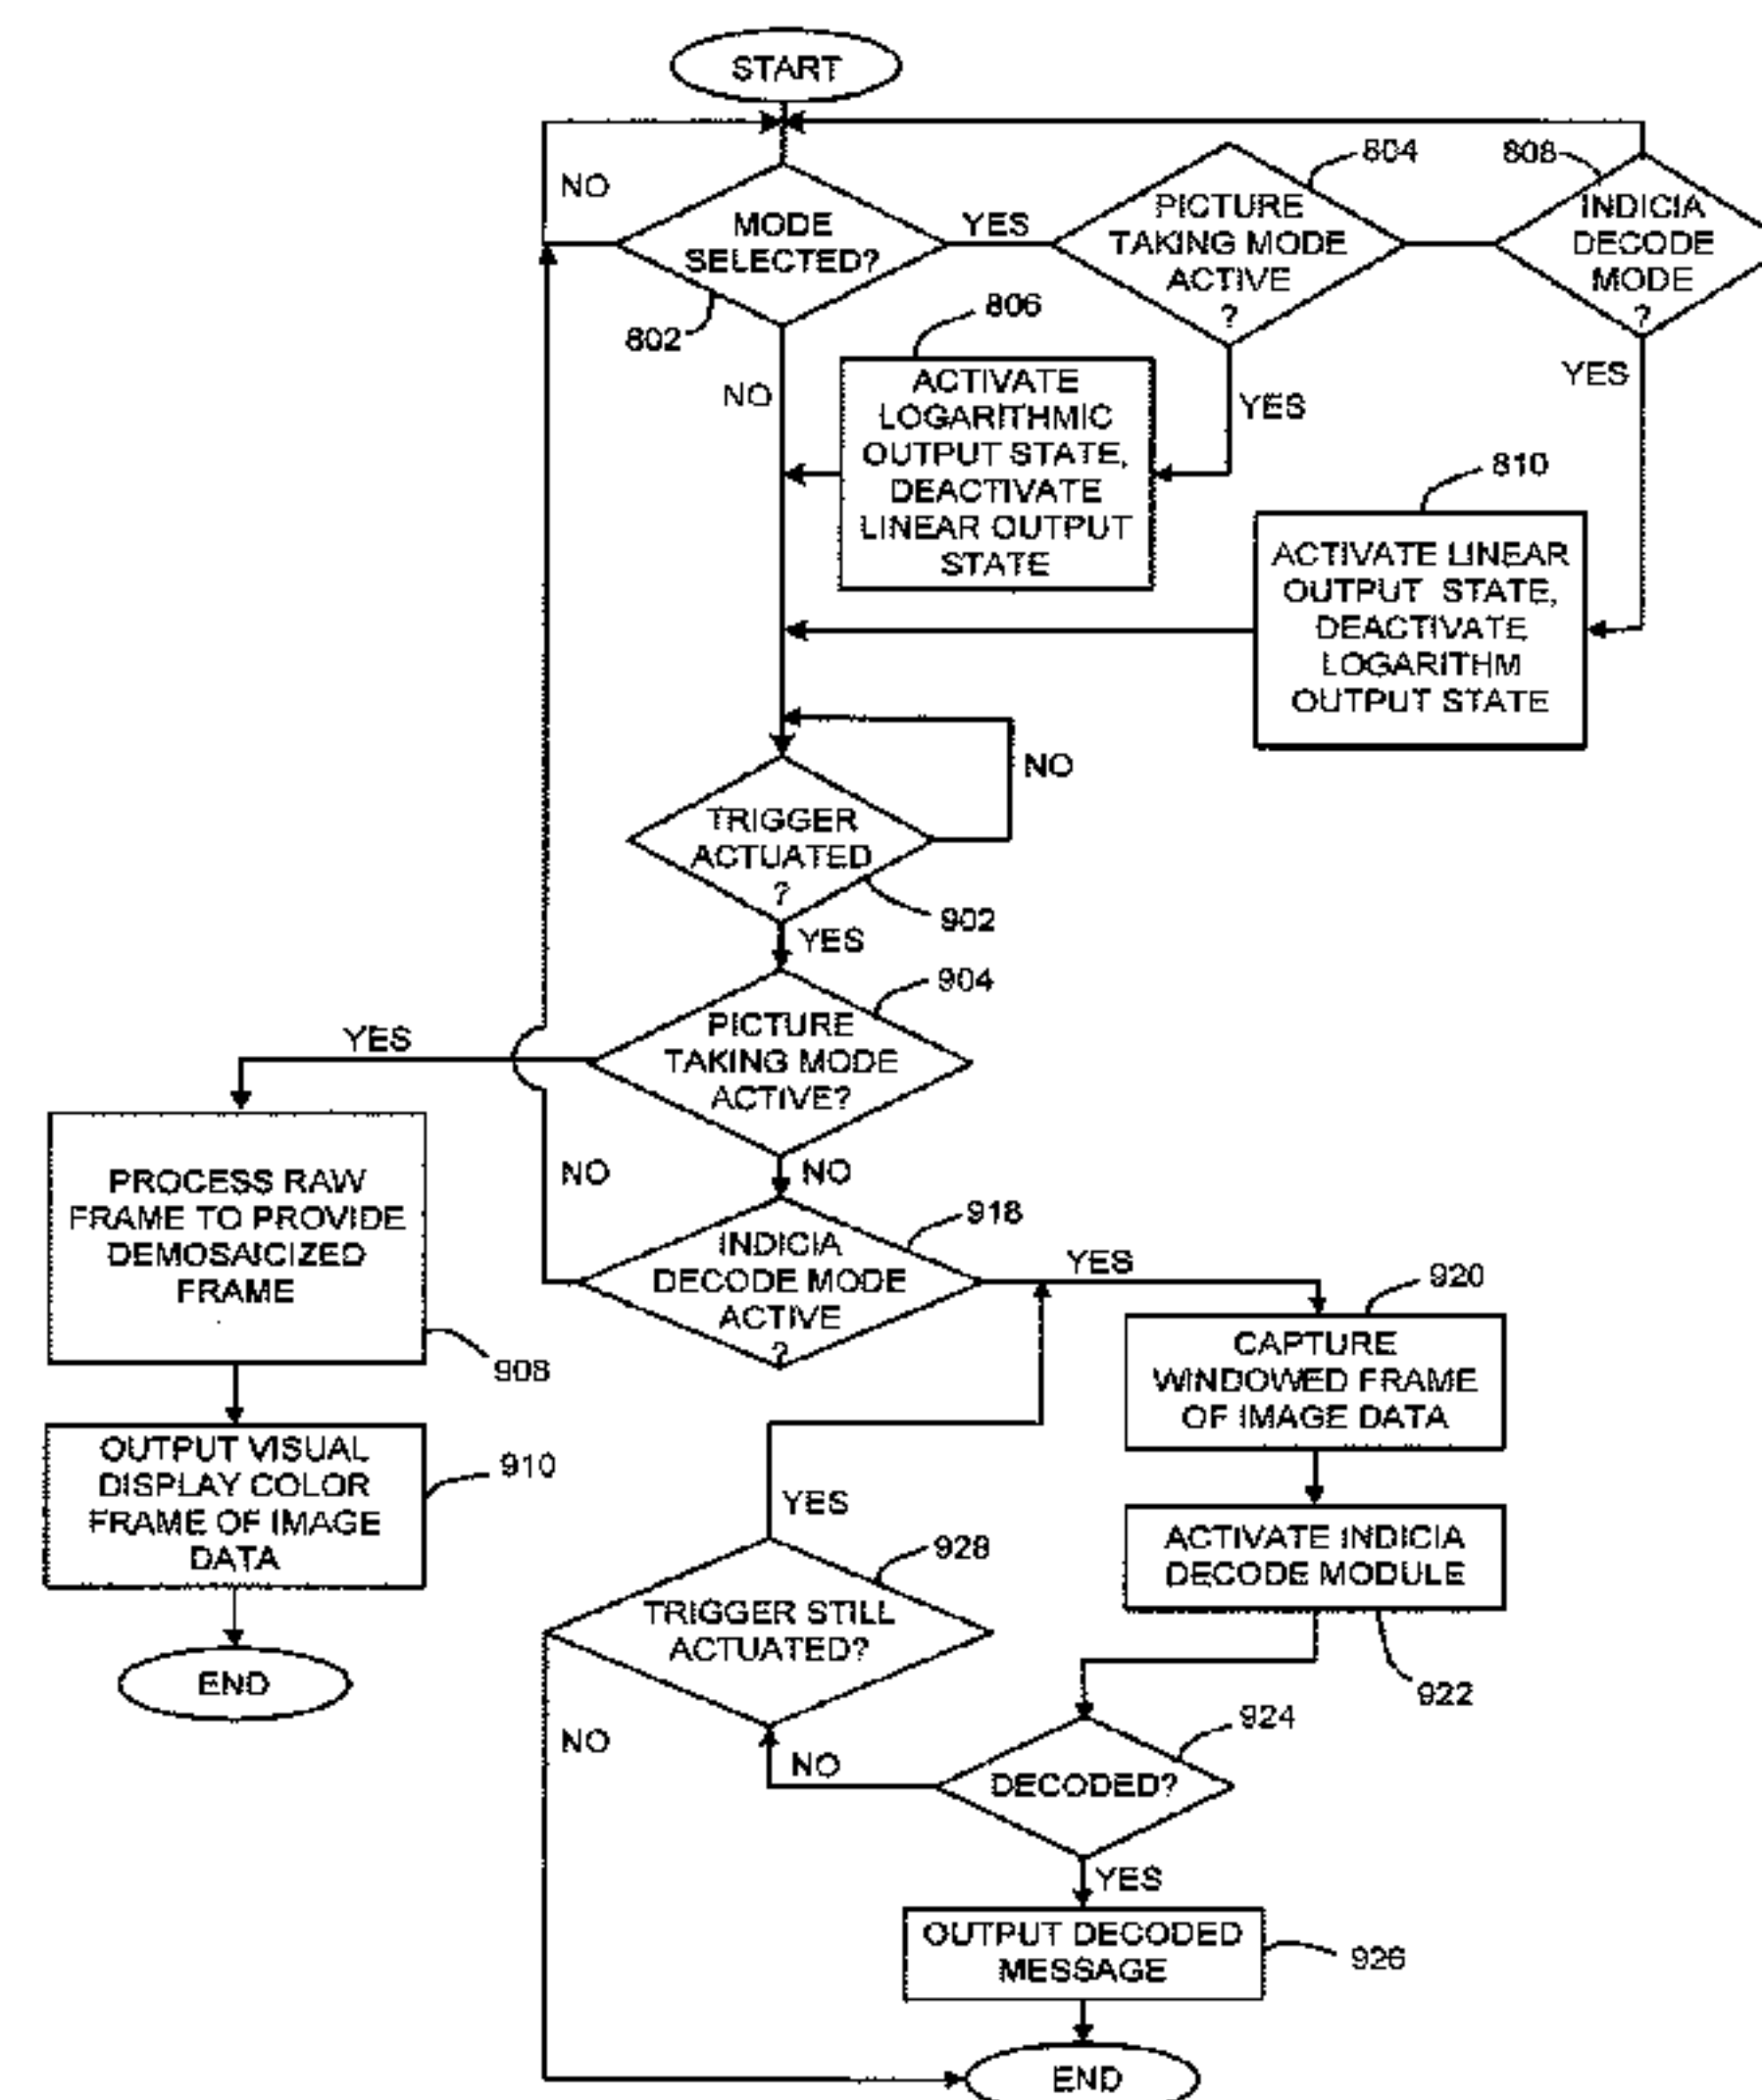 START
NO
MODE
SELECTED?
802
YES
804
PICTURE
TAKING MODE
ACTIVE
?
808
INDICIA
DECODE
MODE
?
NO
806
ACTIVATE
LOGARITHMIC
OUTPUT STATE,
DEACTIVATE
LINEAR OUTPUT
STATE
YES
YES
810
ACTIVATE LINEAR
OUTPUT STATE,
DEACTIVATE
LOGARITHM
OUTPUT STATE
NO
TRIGGER
ACTUATED
?
902
YES
904
PICTURE
TAKING MODE
ACTIVE?
YES
PROCESS RAW
FRAME TO PROVIDE
DEMOSAICIZED
FRAME
908
OUTPUT VISUAL
DISPLAY COLOR
FRAME OF IMAGE
DATA
910
END
NO
NO
918
INDICIA
DECODE MODE
ACTIVE
?
YES
920
CAPTURE
WINDOWED FRAME
OF IMAGE DATA
ACTIVATE INDICIA
DECODE MODULE
922
YES
928
TRIGGER STILL
ACTUATED?
NO
NO
924
DECODED?
YES
OUTPUT DECODED
MESSAGE
926
END